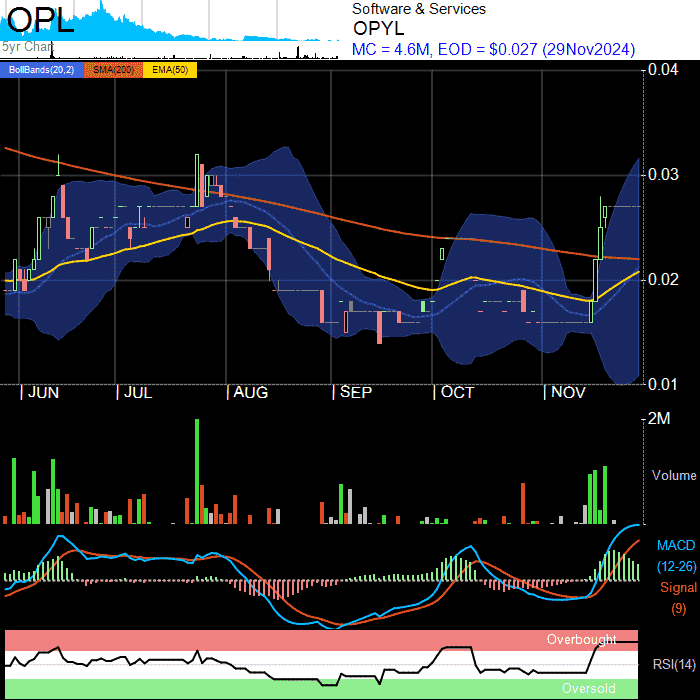 OPL
5yr Chart
Software & Services
OPYL
MC = 4.6M, EOD = $0.027 (29Nov2024)
BollBands(20,2) SMA(200) EMA(50)
0.04
0.03
0.02
0.01
JUN JUL AUG SEP OCT NOV
2M
Volume
MACD
(12-26)
Signal
(9)
Overbought
RSI(14)
Oversold